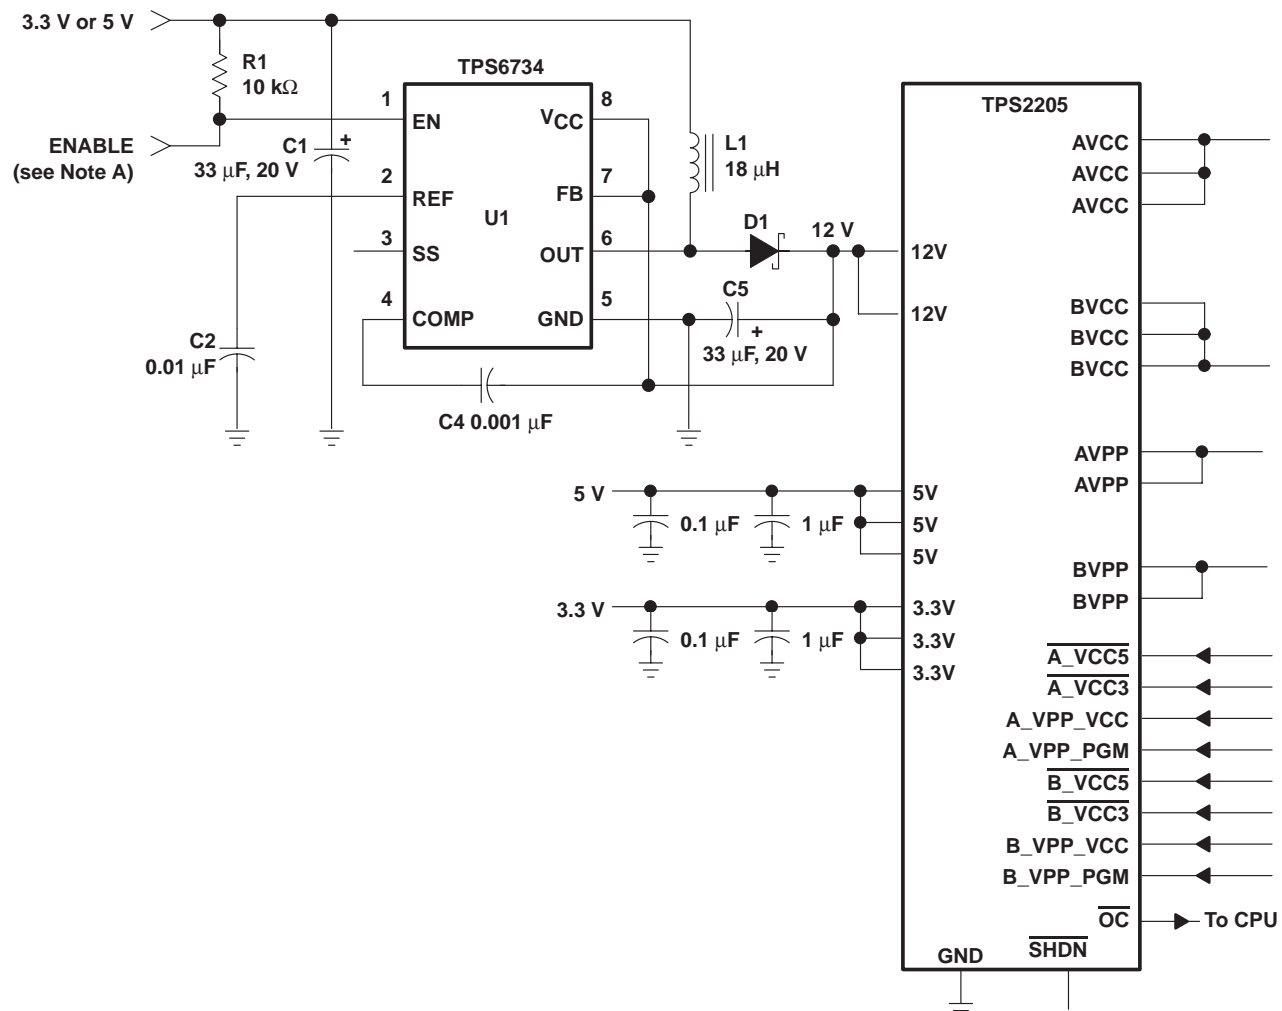 3.3 V or 5 V
R1
10 kΩ
ENABLE
(see Note A)
C1
+
33 μF, 20 V
C2
0.01 μF
TPS6734
1
EN
2
REF
3
SS
4
COMP
U1
8
VCC
7
FB
6
OUT
5
GND
C4 0.001 μF
L1
18 μH
D1
12 V
C5
+
33 μF, 20 V
5 V
0.1 μF
1 μF
3.3 V
0.1 μF
1 μF
TPS2205
12V
12V
5V
5V
5V
3.3V
3.3V
3.3V
AVCC
AVCC
AVCC
BVCC
BVCC
BVCC
AVPP
AVPP
BVPP
BVPP
A_VCC5
A_VCC3
A_VPP_VCC
A_VPP_PGM
B_VCC5
B_VCC3
B_VPP_VCC
B_VPP_PGM
OC
To CPU
GND
SHDN